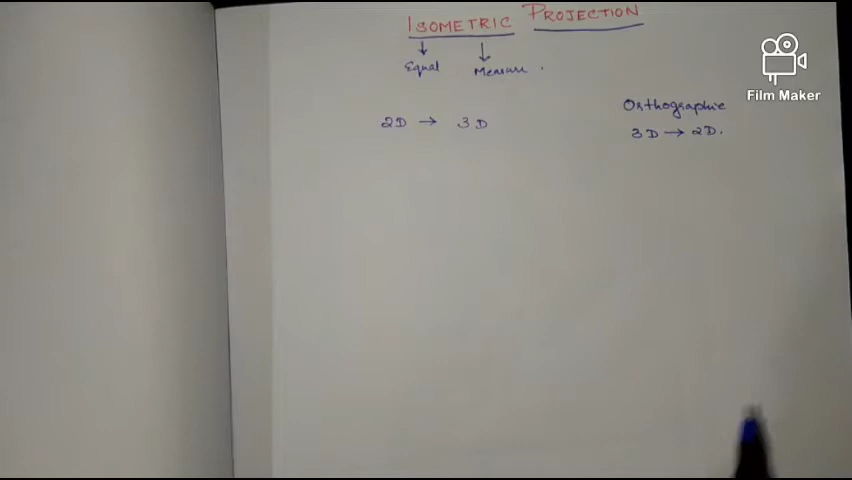 ISOMETRIC PROJECTION
Equal Measure.
2D → 3D
Orthographic
3D → 2D.
Film Maker